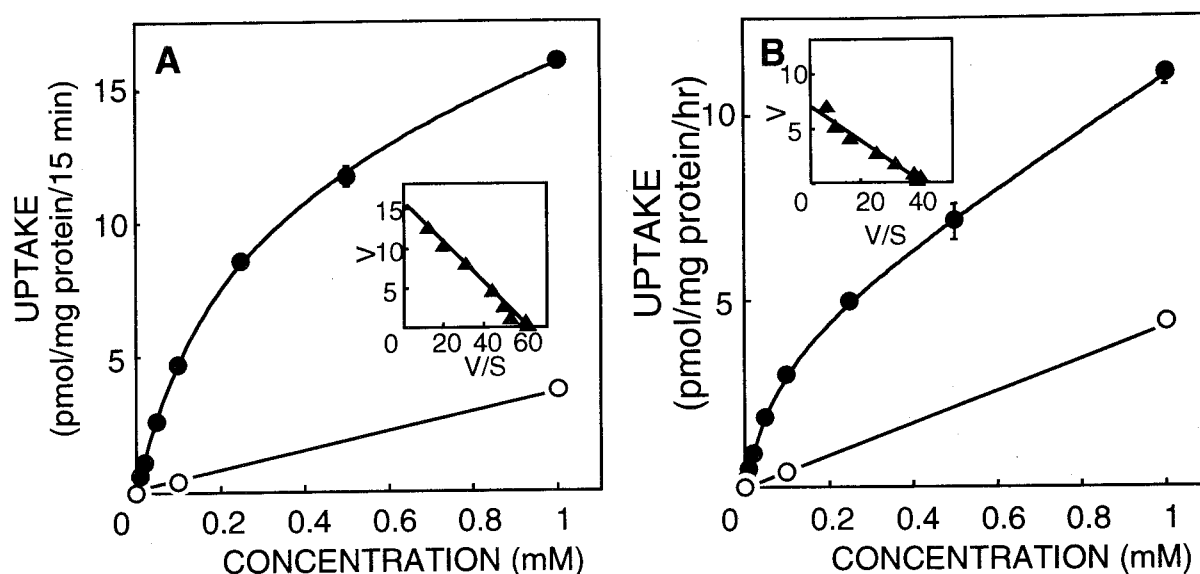 A
UPTAKE
(pmol/mg protein/15 min)
15
10
5
0
0.2
0.4
0.6
0.8
1
CONCENTRATION (mM)
V
15
10
5
0
20
40
60
V/S
B
UPTAKE
(pmol/mg protein/hr)
10
5
0
0.2
0.4
0.6
0.8
1
CONCENTRATION (mM)
V
10
5
0
20
40
V/S